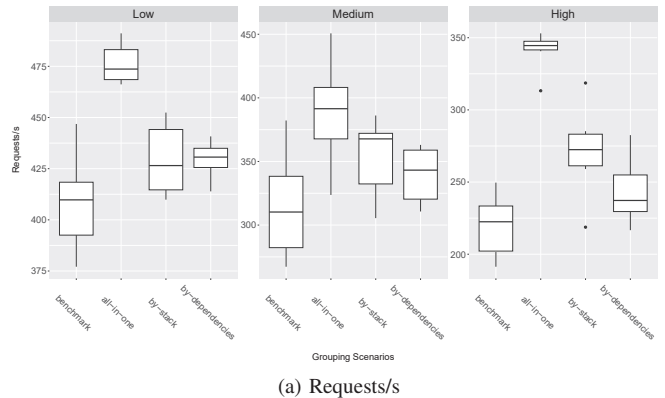 Low
Medium
High
Requests/s
475
450
425
400
375
450
400
350
300
350
300
250
200
benchmark
all-in-one
by-stack
by-dependencies
benchmark
all-in-one
by-stack
by-dependencies
benchmark
all-in-one
by-stack
by-dependencies
Grouping Scenarios
(a) Requests/s